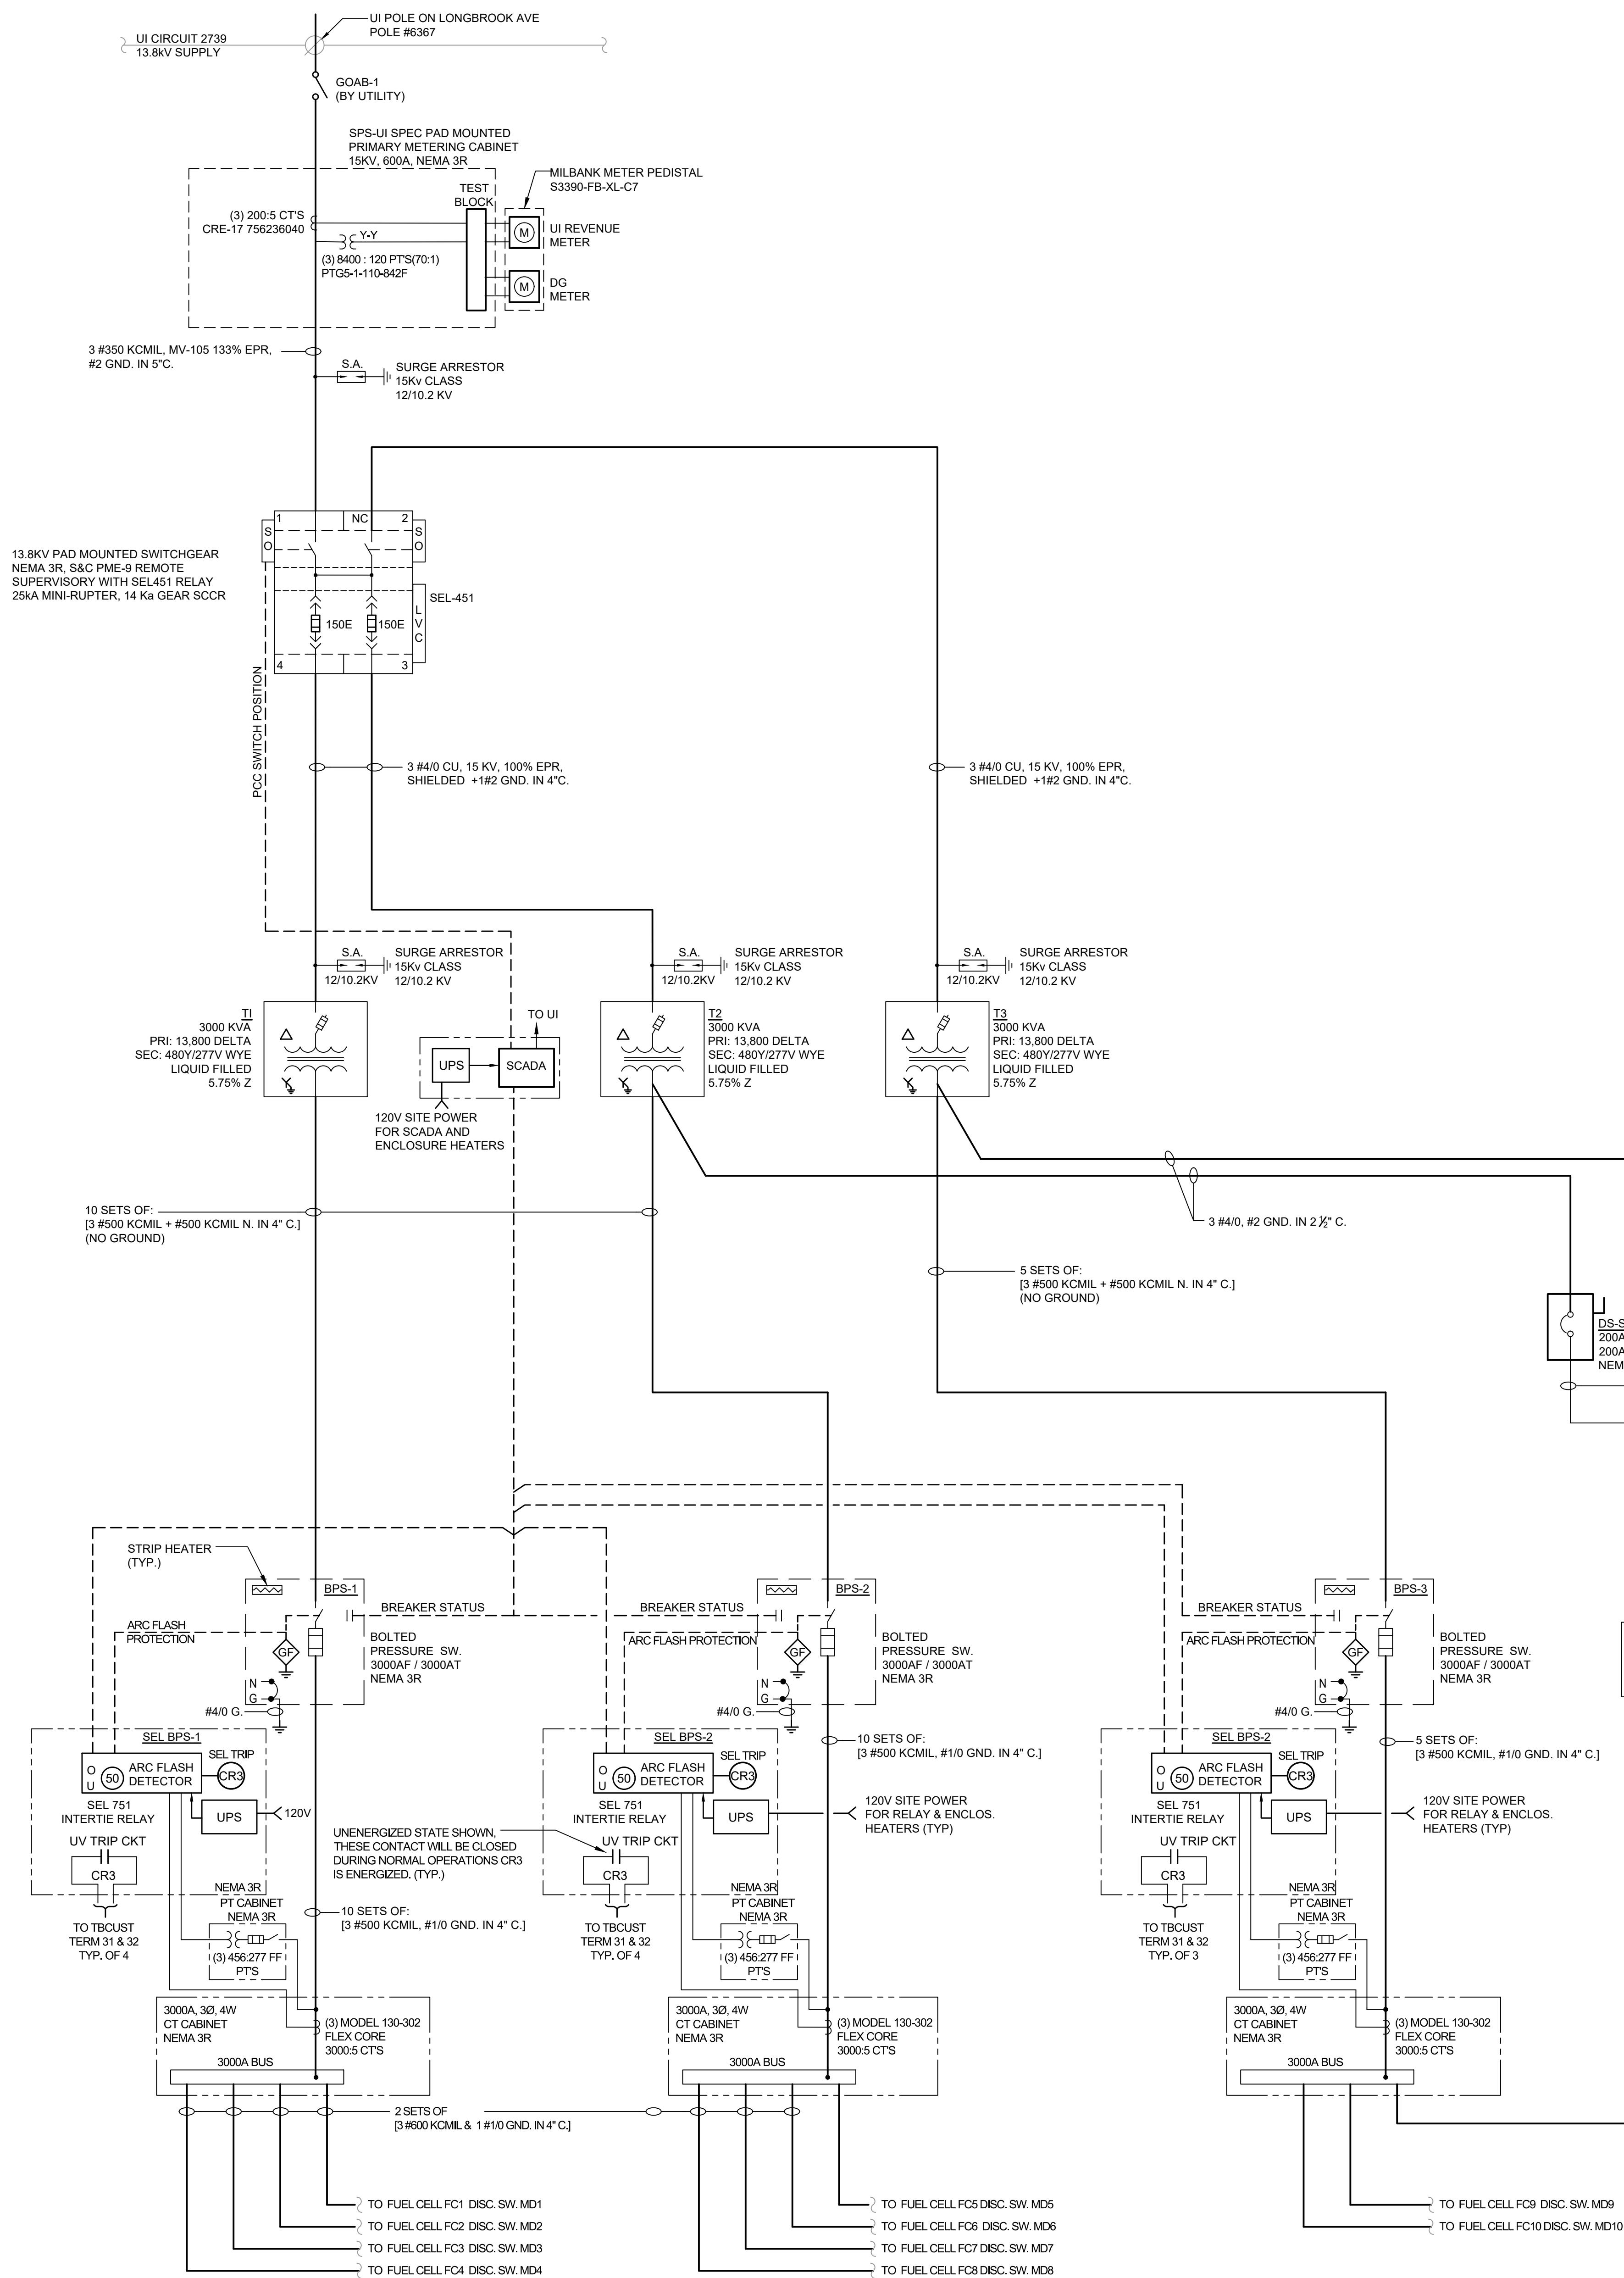 UI POLE ON LONGBROOK AVE
POLE #6367
UI CIRCUIT 2739
13.8kV SUPPLY
GOAB-1
(BY UTILITY)
SPS-UI SPEC PAD MOUNTED
PRIMARY METERING CABINET
15KV, 600A, NEMA 3R
MILBANK METER PEDISTAL
S3390-FB-XL-C7
TEST
BLOCK
(3) 200:5 CT'S
CRE-17 756236040
Y-Y
(3) 8400 : 120 PT'S(70:1)
PTG5-1-110-842F
M
UI REVENUE
METER
M
DG
METER
3 #350 KCMIL, MV-105 133% EPR,
#2 GND. IN 5"C.
S.A.
SURGE ARRESTOR
15Kv CLASS
12/10.2 KV
1
NC
2
SO
SO
13.8KV PAD MOUNTED SWITCHGEAR
NEMA 3R, S&C PME-9 REMOTE
SUPERVISORY WITH SEL451 RELAY
25kA MINI-RUPTER, 14 Ka GEAR SCCR
SEL-451
LVC
150E
150E
4
3
PCC SWITCH POSITION
3 #4/0 CU, 15 KV, 100% EPR,
SHIELDED +1#2 GND. IN 4"C.
3 #4/0 CU, 15 KV, 100% EPR,
SHIELDED +1#2 GND. IN 4"C.
S.A.
12/10.2KV
SURGE ARRESTOR
15Kv CLASS
12/10.2 KV
S.A.
12/10.2KV
SURGE ARRESTOR
15Kv CLASS
12/10.2 KV
S.A.
12/10.2KV
SURGE ARRESTOR
15Kv CLASS
12/10.2 KV
TI
3000 KVA
PRI: 13,800 DELTA
SEC: 480Y/277V WYE
LIQUID FILLED
5.75% Z
TO UI
UPS
SCADA
120V SITE POWER
FOR SCADA AND
ENCLOSURE HEATERS
T2
3000 KVA
PRI: 13,800 DELTA
SEC: 480Y/277V WYE
LIQUID FILLED
5.75% Z
T3
3000 KVA
PRI: 13,800 DELTA
SEC: 480Y/277V WYE
LIQUID FILLED
5.75% Z
10 SETS OF:
[3 #500 KCMIL + #500 KCMIL N. IN 4" C.]
(NO GROUND)
3 #4/0, #2 GND. IN 2 ½" C.
5 SETS OF:
[3 #500 KCMIL + #500 KCMIL N. IN 4" C.]
(NO GROUND)
DS-S
200A
200A
NEM
STRIP HEATER
(TYP.)
BPS-1
BREAKER STATUS
ARC FLASH
PROTECTION
GF
N
G
#4/0 G.
BOLTED
PRESSURE SW.
3000AF / 3000AT
NEMA 3R
BPS-2
BREAKER STATUS
ARC FLASH PROTECTION
GF
N
G
#4/0 G.
BOLTED
PRESSURE SW.
3000AF / 3000AT
NEMA 3R
BPS-3
BREAKER STATUS
ARC FLASH PROTECTION
GF
N
G
#4/0 G.
BOLTED
PRESSURE SW.
3000AF / 3000AT
NEMA 3R
SEL BPS-1
O
U
50
ARC FLASH
DETECTOR
SEL TRIP
CR3
SEL 751
INTERTIE RELAY
UPS
120V
UV TRIP CKT
CR3
NEMA 3R
TO TBCUST
TERM 31 & 32
TYP. OF 4
PT CABINET
NEMA 3R
(3) 456:277 FF
PT'S
10 SETS OF:
[3 #500 KCMIL, #1/0 GND. IN 4" C.]
UNENERGIZED STATE SHOWN,
THESE CONTACT WILL BE CLOSED
DURING NORMAL OPERATIONS CR3
IS ENERGIZED. (TYP.)
SEL BPS-2
O
U
50
ARC FLASH
DETECTOR
SEL TRIP
CR3
SEL 751
INTERTIE RELAY
UPS
UV TRIP CKT
CR3
NEMA 3R
TO TBCUST
TERM 31 & 32
TYP. OF 4
PT CABINET
NEMA 3R
(3) 456:277 FF
PT'S
10 SETS OF:
[3 #500 KCMIL, #1/0 GND. IN 4" C.]
120V SITE POWER
FOR RELAY & ENCLOS.
HEATERS (TYP)
SEL BPS-2
O
U
50
ARC FLASH
DETECTOR
SEL TRIP
CR3
SEL 751
INTERTIE RELAY
UPS
UV TRIP CKT
CR3
NEMA 3R
TO TBCUST
TERM 31 & 32
TYP. OF 3
PT CABINET
NEMA 3R
(3) 456:277 FF
PT'S
5 SETS OF:
[3 #500 KCMIL, #1/0 GND. IN 4" C.]
120V SITE POWER
FOR RELAY & ENCLOS.
HEATERS (TYP)
3000A, 3Ø, 4W
CT CABINET
NEMA 3R
(3) MODEL 130-302
FLEX CORE
3000:5 CT'S
3000A BUS
3000A, 3Ø, 4W
CT CABINET
NEMA 3R
(3) MODEL 130-302
FLEX CORE
3000:5 CT'S
3000A BUS
3000A, 3Ø, 4W
CT CABINET
NEMA 3R
(3) MODEL 130-302
FLEX CORE
3000:5 CT'S
3000A BUS
2 SETS OF
[3 #600 KCMIL & 1 #1/0 GND. IN 4" C.]
TO FUEL CELL FC1 DISC. SW. MD1
TO FUEL CELL FC2 DISC. SW. MD2
TO FUEL CELL FC3 DISC. SW. MD3
TO FUEL CELL FC4 DISC. SW. MD4
TO FUEL CELL FC5 DISC. SW. MD5
TO FUEL CELL FC6 DISC. SW. MD6
TO FUEL CELL FC7 DISC. SW. MD7
TO FUEL CELL FC8 DISC. SW. MD8
TO FUEL CELL FC9 DISC. SW. MD9
TO FUEL CELL FC10 DISC. SW. MD10